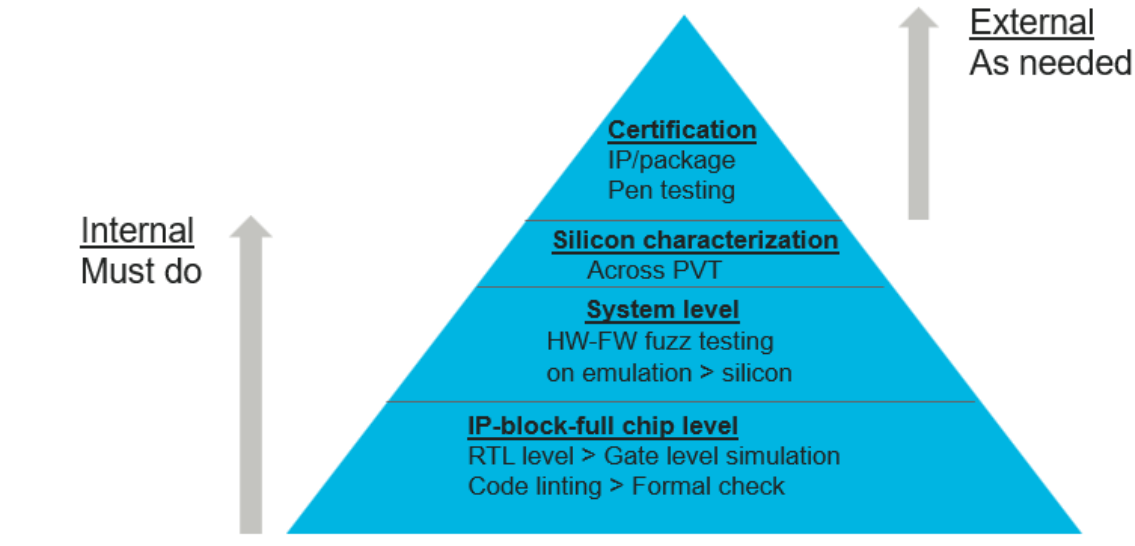 External
As needed
Certification
IP/package
Pen testing
Internal
Must do
Silicon characterization
Across PVT
System level
HW-FW fuzz testing
on emulation > silicon
IP-block-full chip level
RTL level > Gate level simulation
Code linting > Formal check